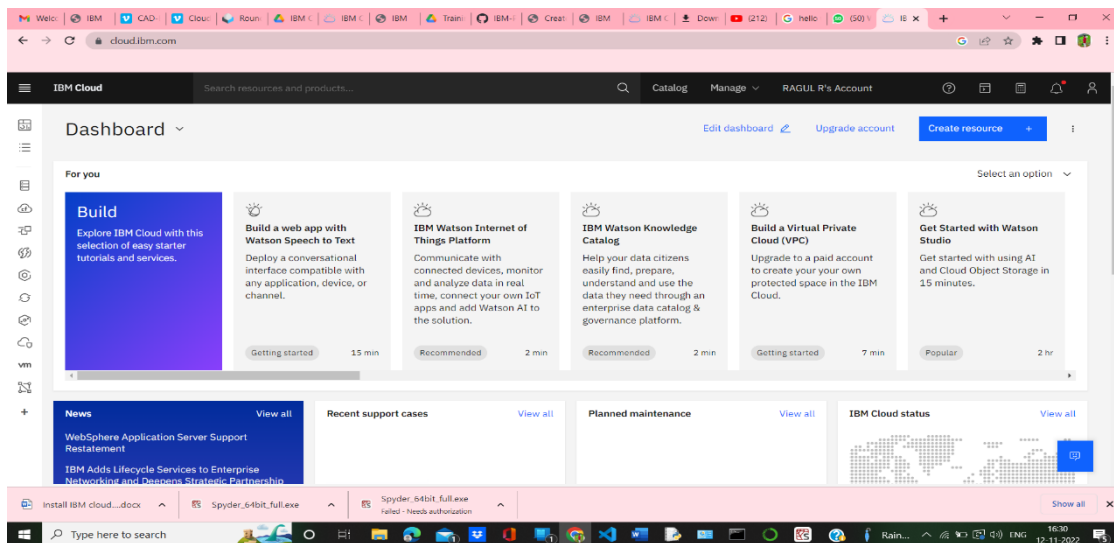 Welc
IBM
CAD-
Clouc
Roun
IBM C
IBM C
IBM
Traini
IBM-
Creat
IBM
IBM C
Down
(212)
hello
(50)
IB
cloud.ibm.com
IBM Cloud
Search resources and products...
Catalog
Manage
RAGUL R's Account
Dashboard
Edit dashboard
Upgrade account
Create resource +
For you
Select an option
Build
Explore IBM Cloud with this
selection of easy starter
tutorials and services.
Build a web app with
Watson Speech to Text
Deploy a conversational
interface compatible with
any application, device, or
channel.
Getting started 15 min
IBM Watson Internet of
Things Platform
Communicate with
connected devices, monitor
and analyze data in real
time, connect your own IoT
apps and add Watson AI to
the solution.
Recommended 2 min
IBM Watson Knowledge
Catalog
Help your data citizens
easily find, prepare,
understand and use the
data they need through an
enterprise data catalog &
governance platform.
Recommended 2 min
Build a Virtual Private
Cloud (VPC)
Upgrade to a paid account
to create your your own
protected space in the IBM
Cloud.
Getting started 7 min
Get Started with Watson
Studio
Get started with using AI
and Cloud Object Storage in
15 minutes.
Popular 2 hr
vm
News View all
WebSphere Application Server Support
Restatement
IBM Adds Lifecycle Services to Enterprise
Networking and Deepens Strategic Partnership
Recent support cases View all
Planned maintenance View all
IBM Cloud status View all
Install IBM cloud....docx
Spyder_64bit_full.exe
Spyder_64bit_full.exe
Failed - Needs authorization
Show all
Type here to search
Rain...
ENG
16:30
12-11-2022